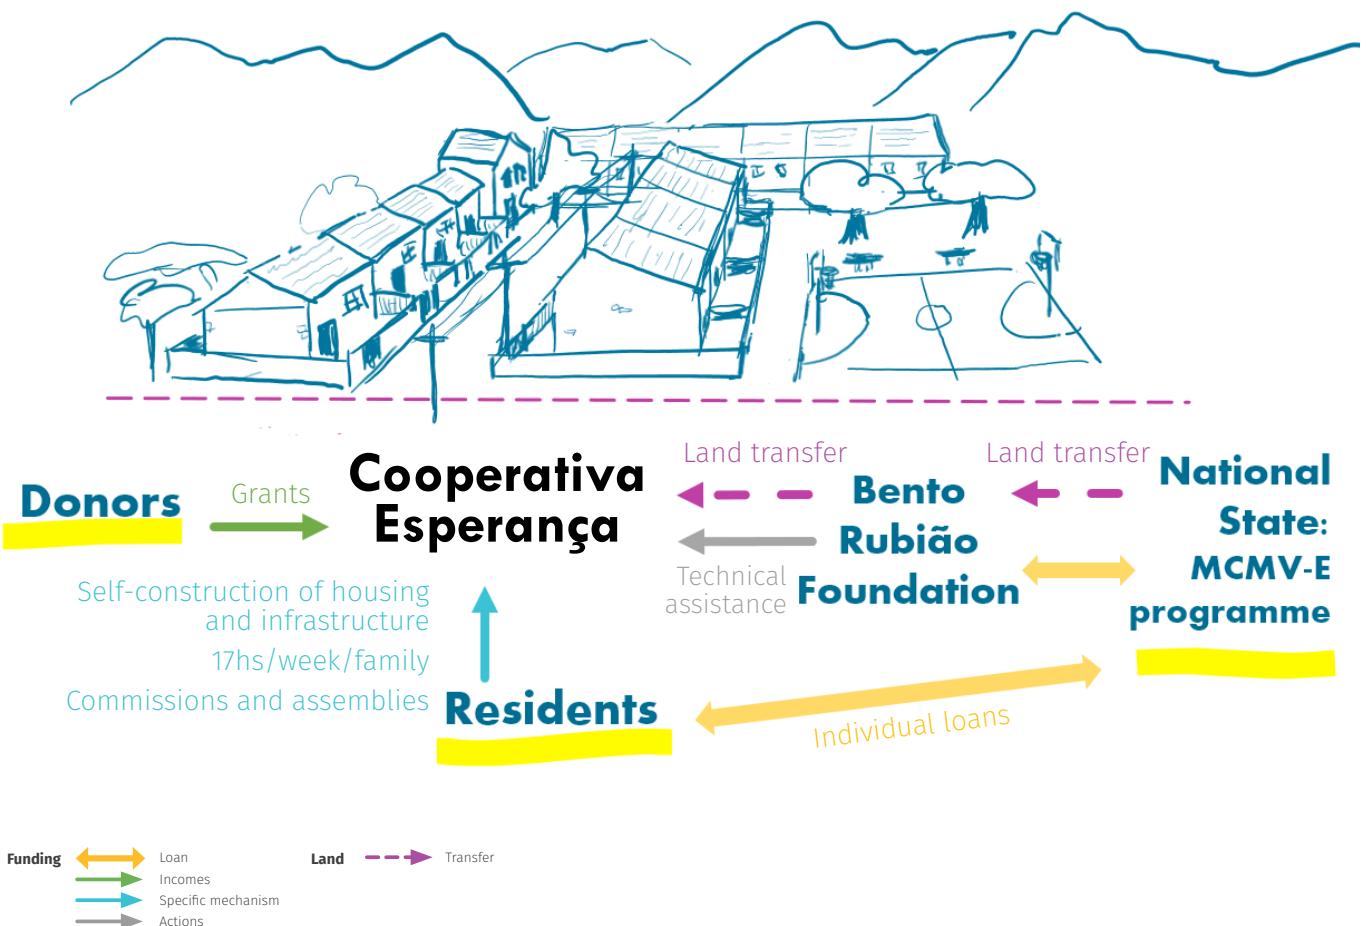 Land transfer
Land transfer
Donors
Grants
Cooperativa
Esperança
Bento
Rubião
Foundation
National
State:
MCMV-E
programme
Technical
assistance
Self-construction of housing
and infrastructure
17hs/week/family
Commissions and assemblies
Residents
Individual loans
Funding
Loan
Incomes
Specific mechanism
Actions
Land
Transfer